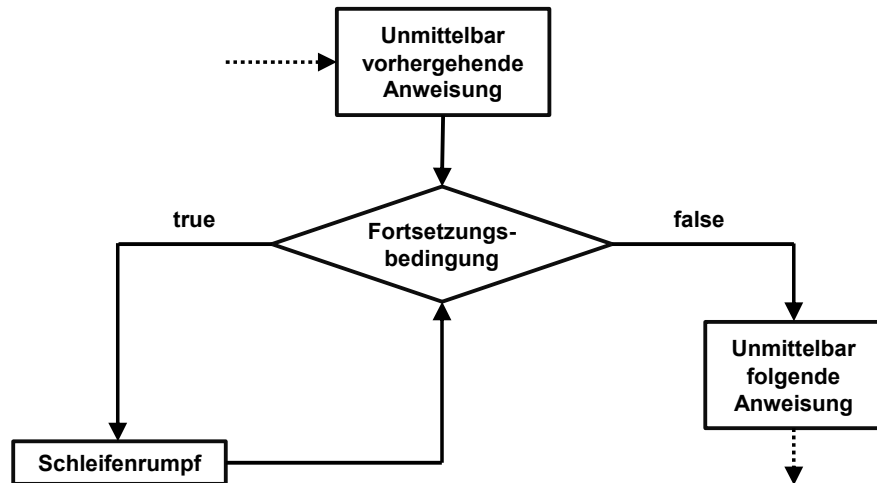 Unmittelbar
vorhergehende
Anweisung
true
Fortsetzungs-
bedingung
false
Unmittelbar
folgende
Anweisung
Schleifenrumpf